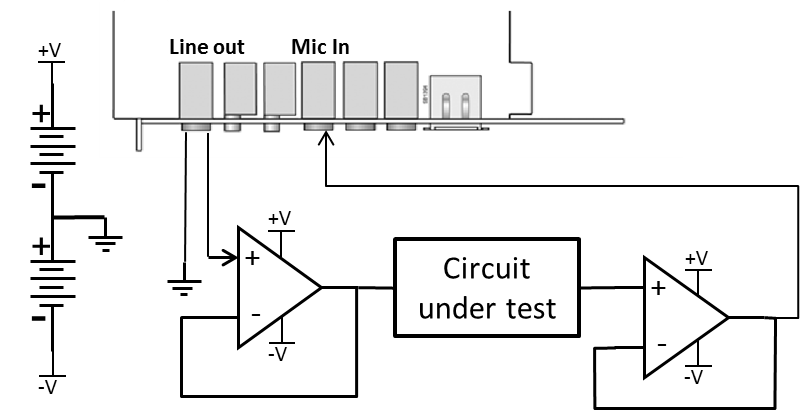 Line out
Mic In
+V
+
-
+
-
-V
+V
+
-
-V
Circuit
under test
+V
+
-
-V